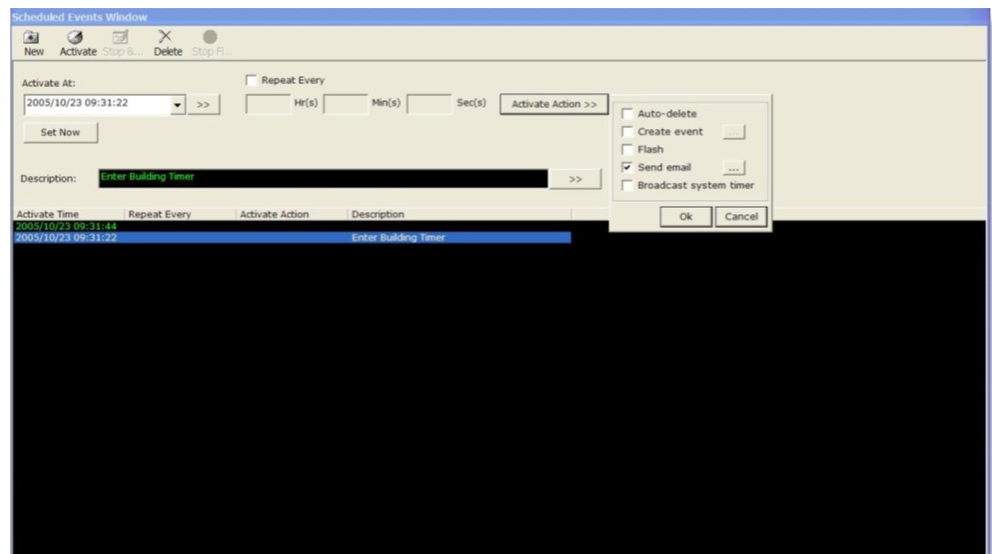 Scheduled Events Window
New Activate Stop B... Delete Stop Fl...
Activate At:
Repeat Every
2005/10/23 09:31:22 >> Hr(s) Min(s) Sec(s) Activate Action >>
Set Now
Auto-delete
Create event ...
Flash
Send email ...
Broadcast system timer
Ok Cancel
Description: Enter Building Timer >>
Activate Time Repeat Every Activate Action Description
2005/10/23 09:31:44
2005/10/23 09:31:22 Enter Building Timer